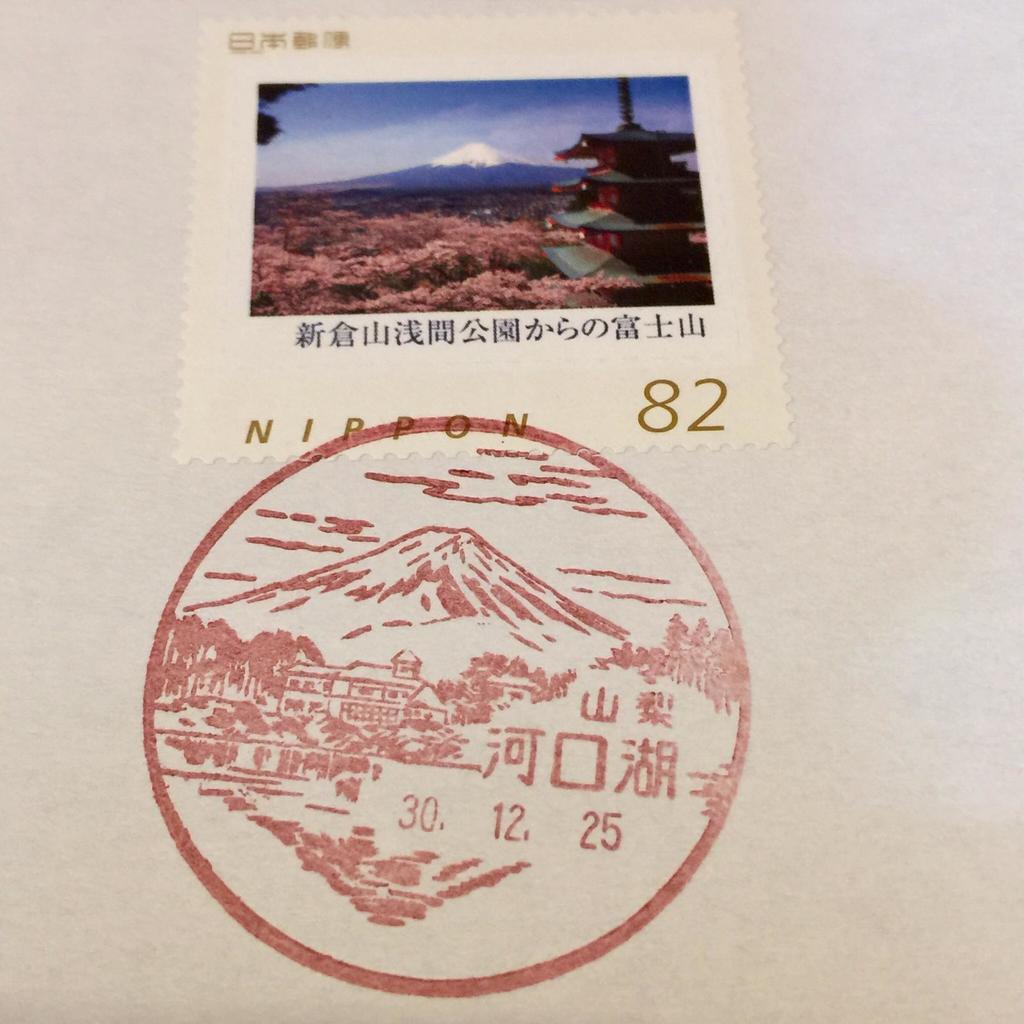 日本郵便
新倉山浅間公園からの富士山
82
NIPPON
山梨
河口湖
30. 12. 25